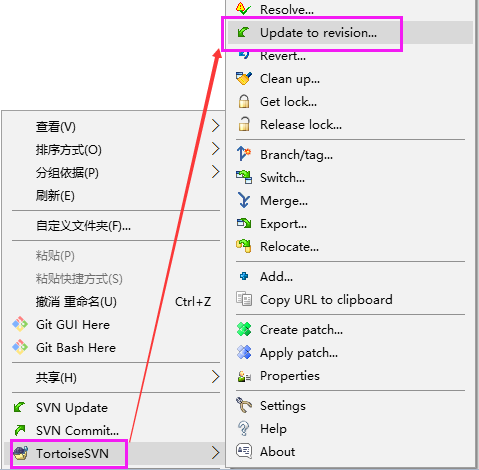 查看(V)
排序方式(O)
分组依据(P)
刷新(E)
自定义文件夹(F)...
粘贴(P)
粘贴快捷方式(S)
撤消 重命名(U) Ctrl+Z
Git GUI Here
Git Bash Here
共享(H)
SVN Update
SVN Commit...
TortoiseSVN
Resolve...
Update to revision...
Revert...
Clean up...
Get lock...
Release lock...
Branch/tag...
Switch...
Merge...
Export...
Relocate...
Add...
Copy URL to clipboard
Create patch...
Apply patch...
Properties
Settings
Help
About